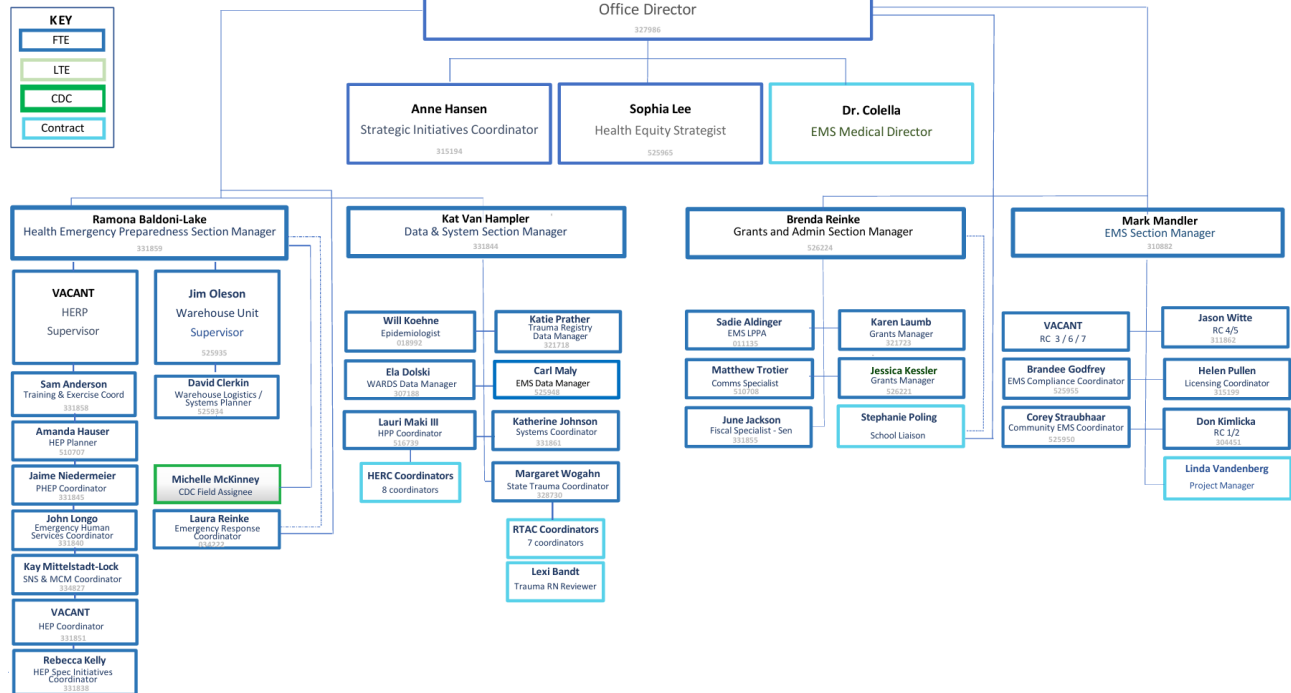 KEY
FTE
LTE
CDC
Contract
Office Director
327986
Anne Hansen
Strategic Initiatives Coordinator
315194
Sophia Lee
Health Equity Strategist
525965
Dr. Colella
EMS Medical Director
Ramona Baldoni-Lake
Health Emergency Preparedness Section Manager
331859
Kat Van Hampler
Data & System Section Manager
331844
Brenda Reinke
Grants and Admin Section Manager
526224
Mark Mandler
EMS Section Manager
310882
VACANT
HERP
Supervisor
Jim Oleson
Warehouse Unit
Supervisor
525935
Sam Anderson
Training & Exercise Coord
331858
David Clerkin
Warehouse Logistics /
Systems Planner
525934
Amanda Hauser
HEP Planner
510707
Jaime Niedermeier
PHEP Coordinator
331845
Michelle McKinney
CDC Field Assignee
John Longo
Emergency Human
Services Coordinator
331840
Laura Reinke
Emergency Response
Coordinator
034222
Kay Mittelstadt-Lock
SNS & MCM Coordinator
334827
VACANT
HEP Coordinator
331851
Rebecca Kelly
HEP Spec Initiatives
Coordinator
331838
Will Koehne
Epidemiologist
018992
Katie Prather
Trauma Registry
Data Manager
321718
Ela Dolski
WARDS Data Manager
307188
Carl Maly
EMS Data Manager
525948
Lauri Maki III
HPP Coordinator
516739
Katherine Johnson
Systems Coordinator
331861
HERC Coordinators
8 coordinators
Margaret Wogahn
State Trauma Coordinator
328730
RTAC Coordinators
7 coordinators
Lexi Bandt
Trauma RN Reviewer
Sadie Aldinger
EMS LPPA
011135
Karen Laumb
Grants Manager
321723
Matthew Trotier
Comms Specialist
510708
Jessica Kessler
Grants Manager
526221
June Jackson
Fiscal Specialist - Sen
331855
Stephanie Poling
School Liaison
VACANT
RC 3 / 6 / 7
Jason Witte
RC 4/5
311862
Brandee Godfrey
EMS Compliance Coordinator
525955
Helen Pullen
Licensing Coordinator
315199
Corey Straubhaar
Community EMS Coordinator
525950
Don Kimlicka
RC 1/2
304451
Linda Vandenberg
Project Manager